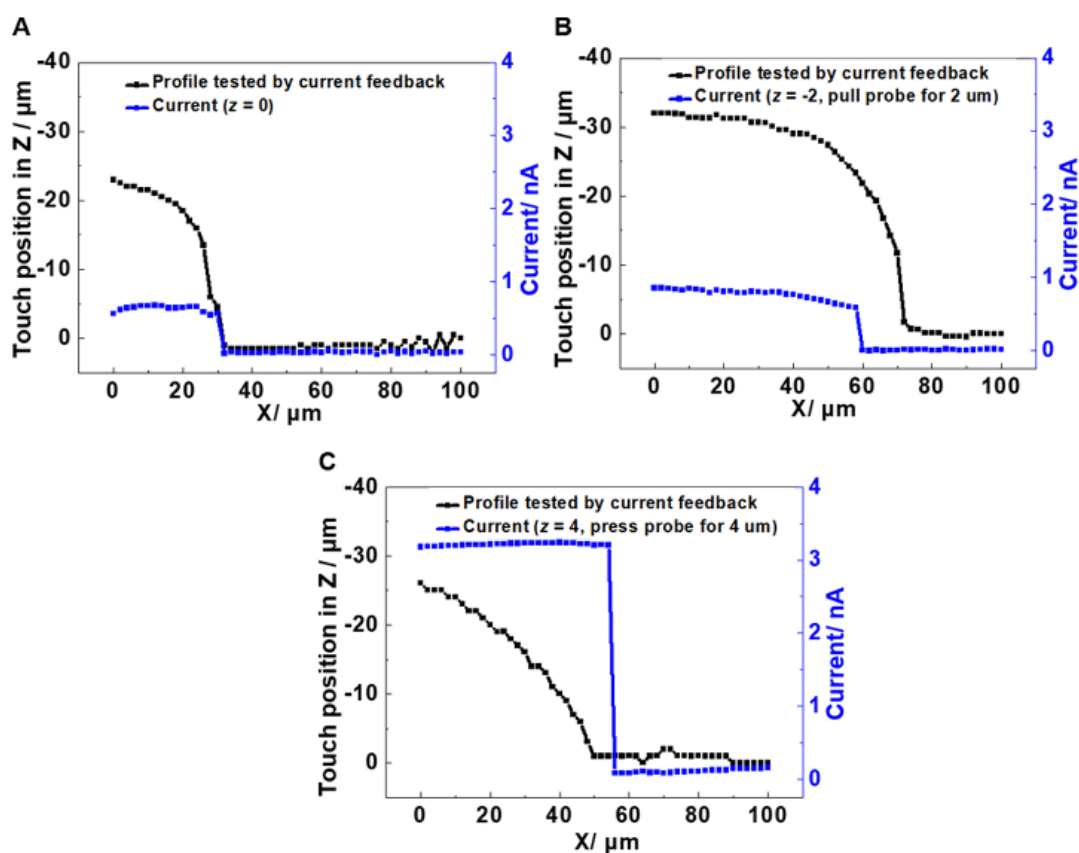 A
Touch position in Z / µm
-40
-30
-20
-10
0
Profile tested by current feedback
Current (z = 0)
4
3
2
1
0
Current/ nA
0 20 40 60 80 100
X/ µm
B
Touch position in Z / µm
-40
-30
-20
-10
0
Profile tested by current feedback
Current (z = -2, pull probe for 2 um)
4
3
2
1
0
Current/ nA
0 20 40 60 80 100
X/ µm
C
Touch position in Z / µm
-40
-30
-20
-10
0
Profile tested by current feedback
Current (z = 4, press probe for 4 um)
4
3
2
1
0
Current/ nA
0 20 40 60 80 100
X/ µm